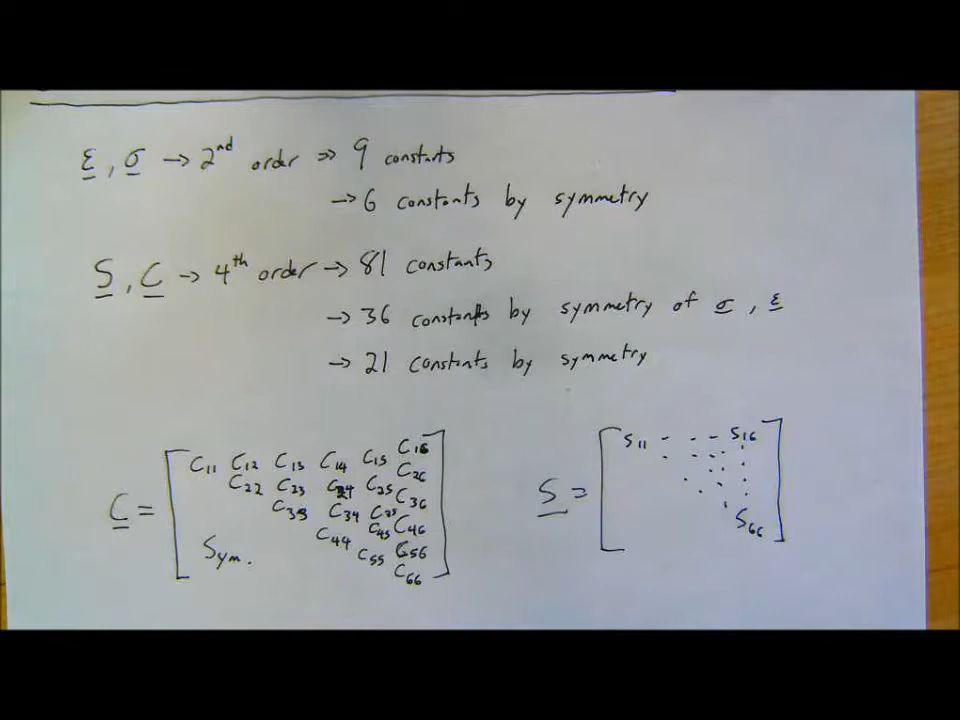 ε, σ → 2nd order ⇒ 9 constants
→ 6 constants by symmetry
S, C → 4th order → 81 constants
→ 36 constants by symmetry of σ, ε
→ 21 constants by symmetry
C = [ C11 C12 C13 C14 C15 C16
C22 C23 C24 C25 C26
C33 C34 C35 C36
C44 C45 C46
C55 C56
C66
Sym. ]
S = [ S11 - - - S16
S66 ]